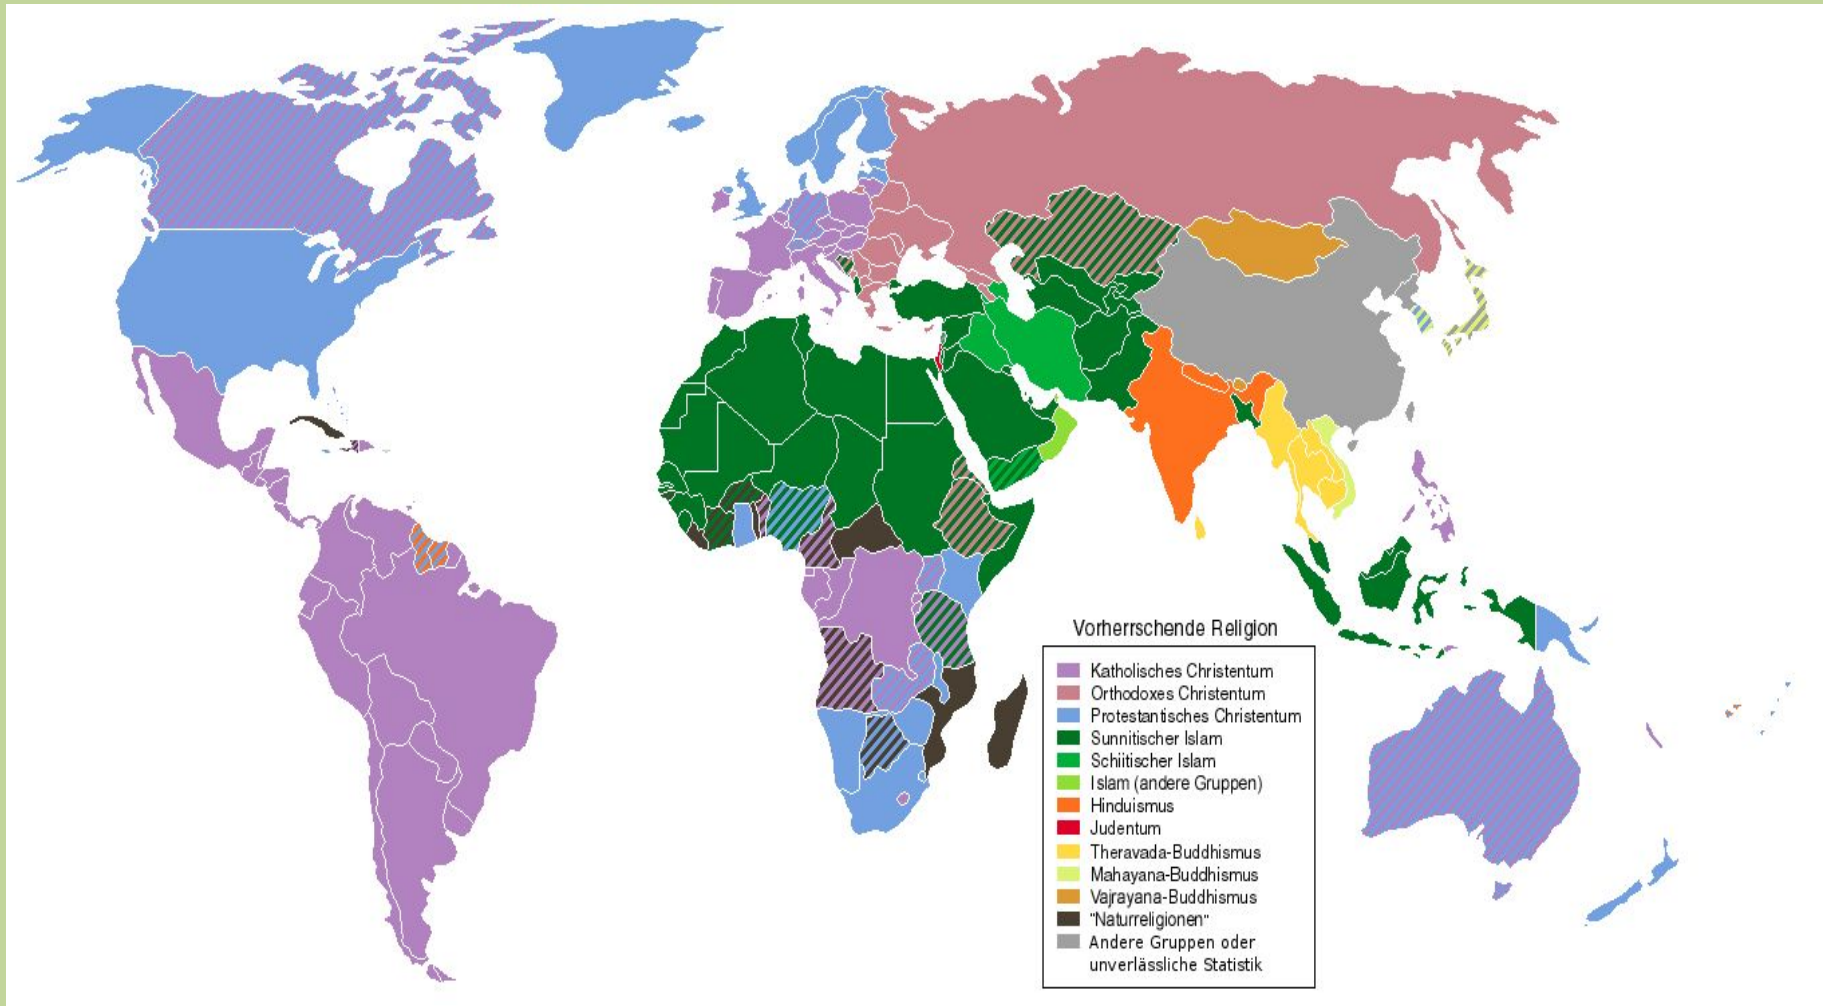 Vorherrschende Religion
Katholisches Christentum
Orthodoxes Christentum
Protestantisches Christentum
Sunnitischer Islam
Schiitischer Islam
Islam (andere Gruppen)
Hinduismus
Judentum
Theravada-Buddhismus
Mahayana-Buddhismus
Vajrayana-Buddhismus
"Naturreligionen"
Andere Gruppen oder
unverlässliche Statistik